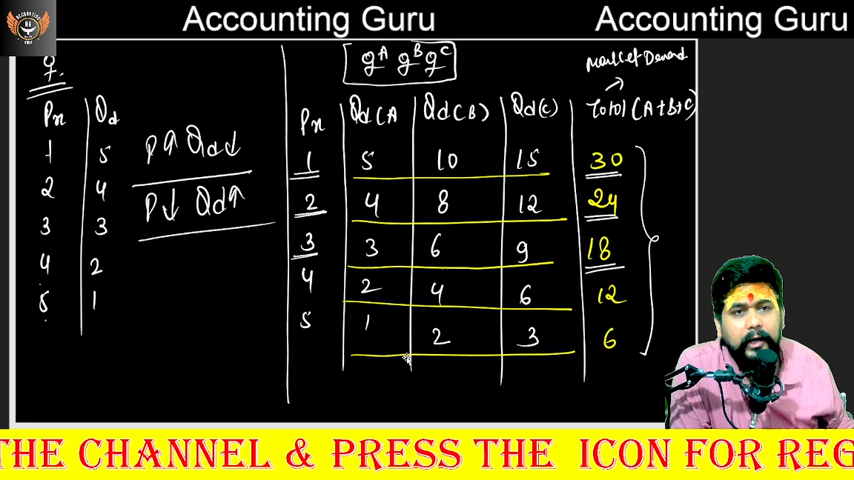 Accounting Guru Accounting Guru
Px Qd
1 5
2 4
3 3
4 2
5 1
P↑ Qd↓
P↓ Qd↑
g^A g^B g^C
Market Demand
Px Qd(A Qd(B) Qd(C) Total (A+B+C)
1 5 10 15 30
2 4 8 12 24
3 3 6 9 18
4 2 4 6 12
5 1 2 3 6
THE CHANNEL & PRESS THE ICON FOR REG